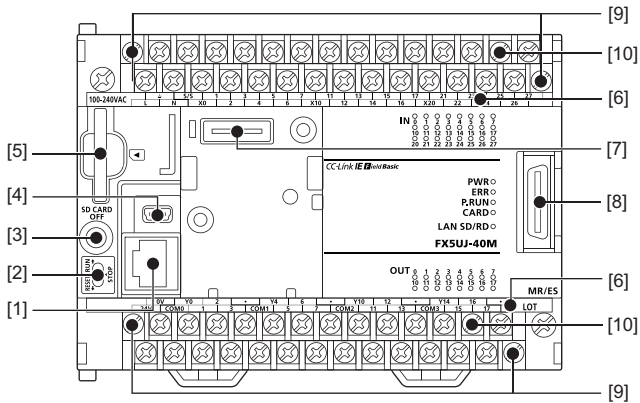 [9]
[10]
100-240VAC
L ⏚ N S/S X0 1 2 3 4 5 6 7 X10 11 12 13 14 15 16 17 X20 21 22 25 26 27
[6]
[5]
[7]
IN 0 1 2 3 4 5 6 7
10 11 12 13 14 15 16 17
20 21 22 23 24 25 26 27
CC-Link IE Field Basic
[4]
PWR
ERR
P.RUN
CARD
LAN SD/RD
[8]
SD CARD
OFF
[3]
FX5UJ-40M
[2]
RESET RUN STOP
OUT 0 1 2 3 4 5 6 7
10 11 12 13 14 15 16 17
MR/ES
[6]
[1]
0V Y0 2 • Y4 6 • Y10 12 • Y14 16 •
24V COM0 1 3 COM1 5 7 COM2 11 13 COM3 15 17
LOT
[10]
[9]